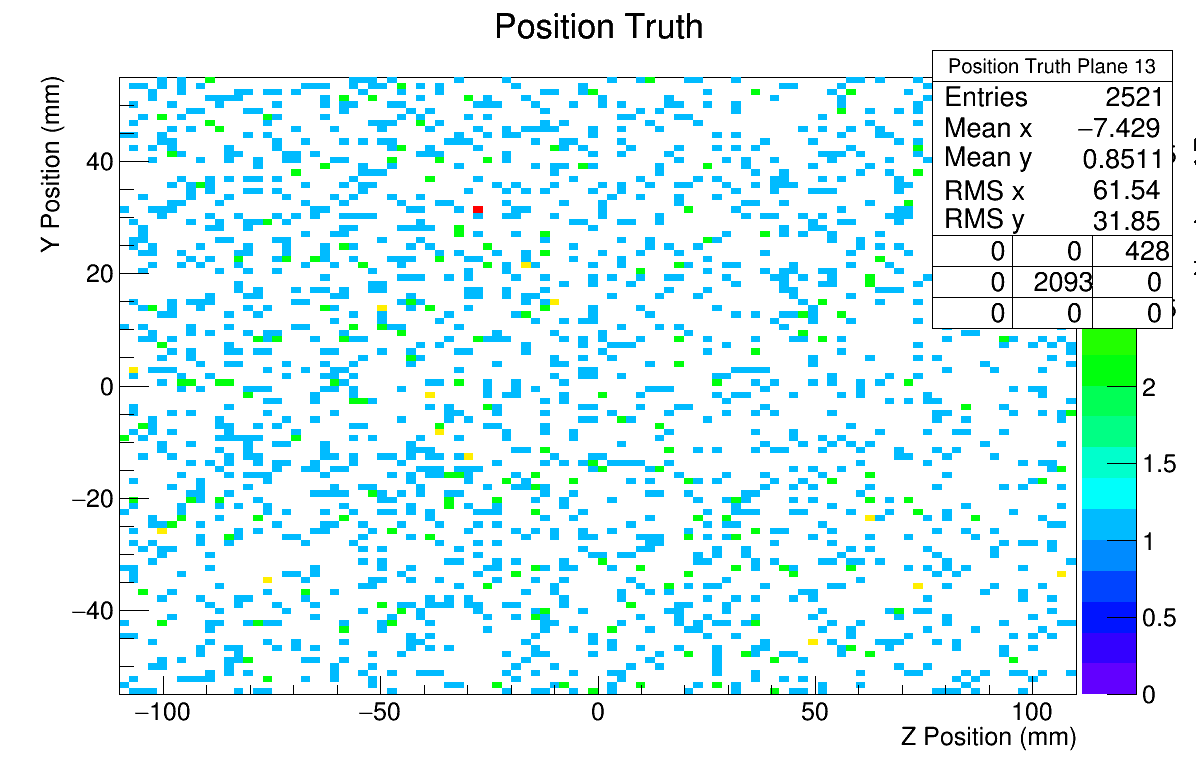 Position Truth
Position Truth Plane 13
Entries 2521
Mean x −7.429
Mean y 0.8511
RMS x 61.54
RMS y 31.85
0 0 428
0 2093 0
0 0 0
Y Position (mm)
40
20
0
−20
−40
−100 −50 0 50 100
Z Position (mm)
2
1.5
1
0.5
0